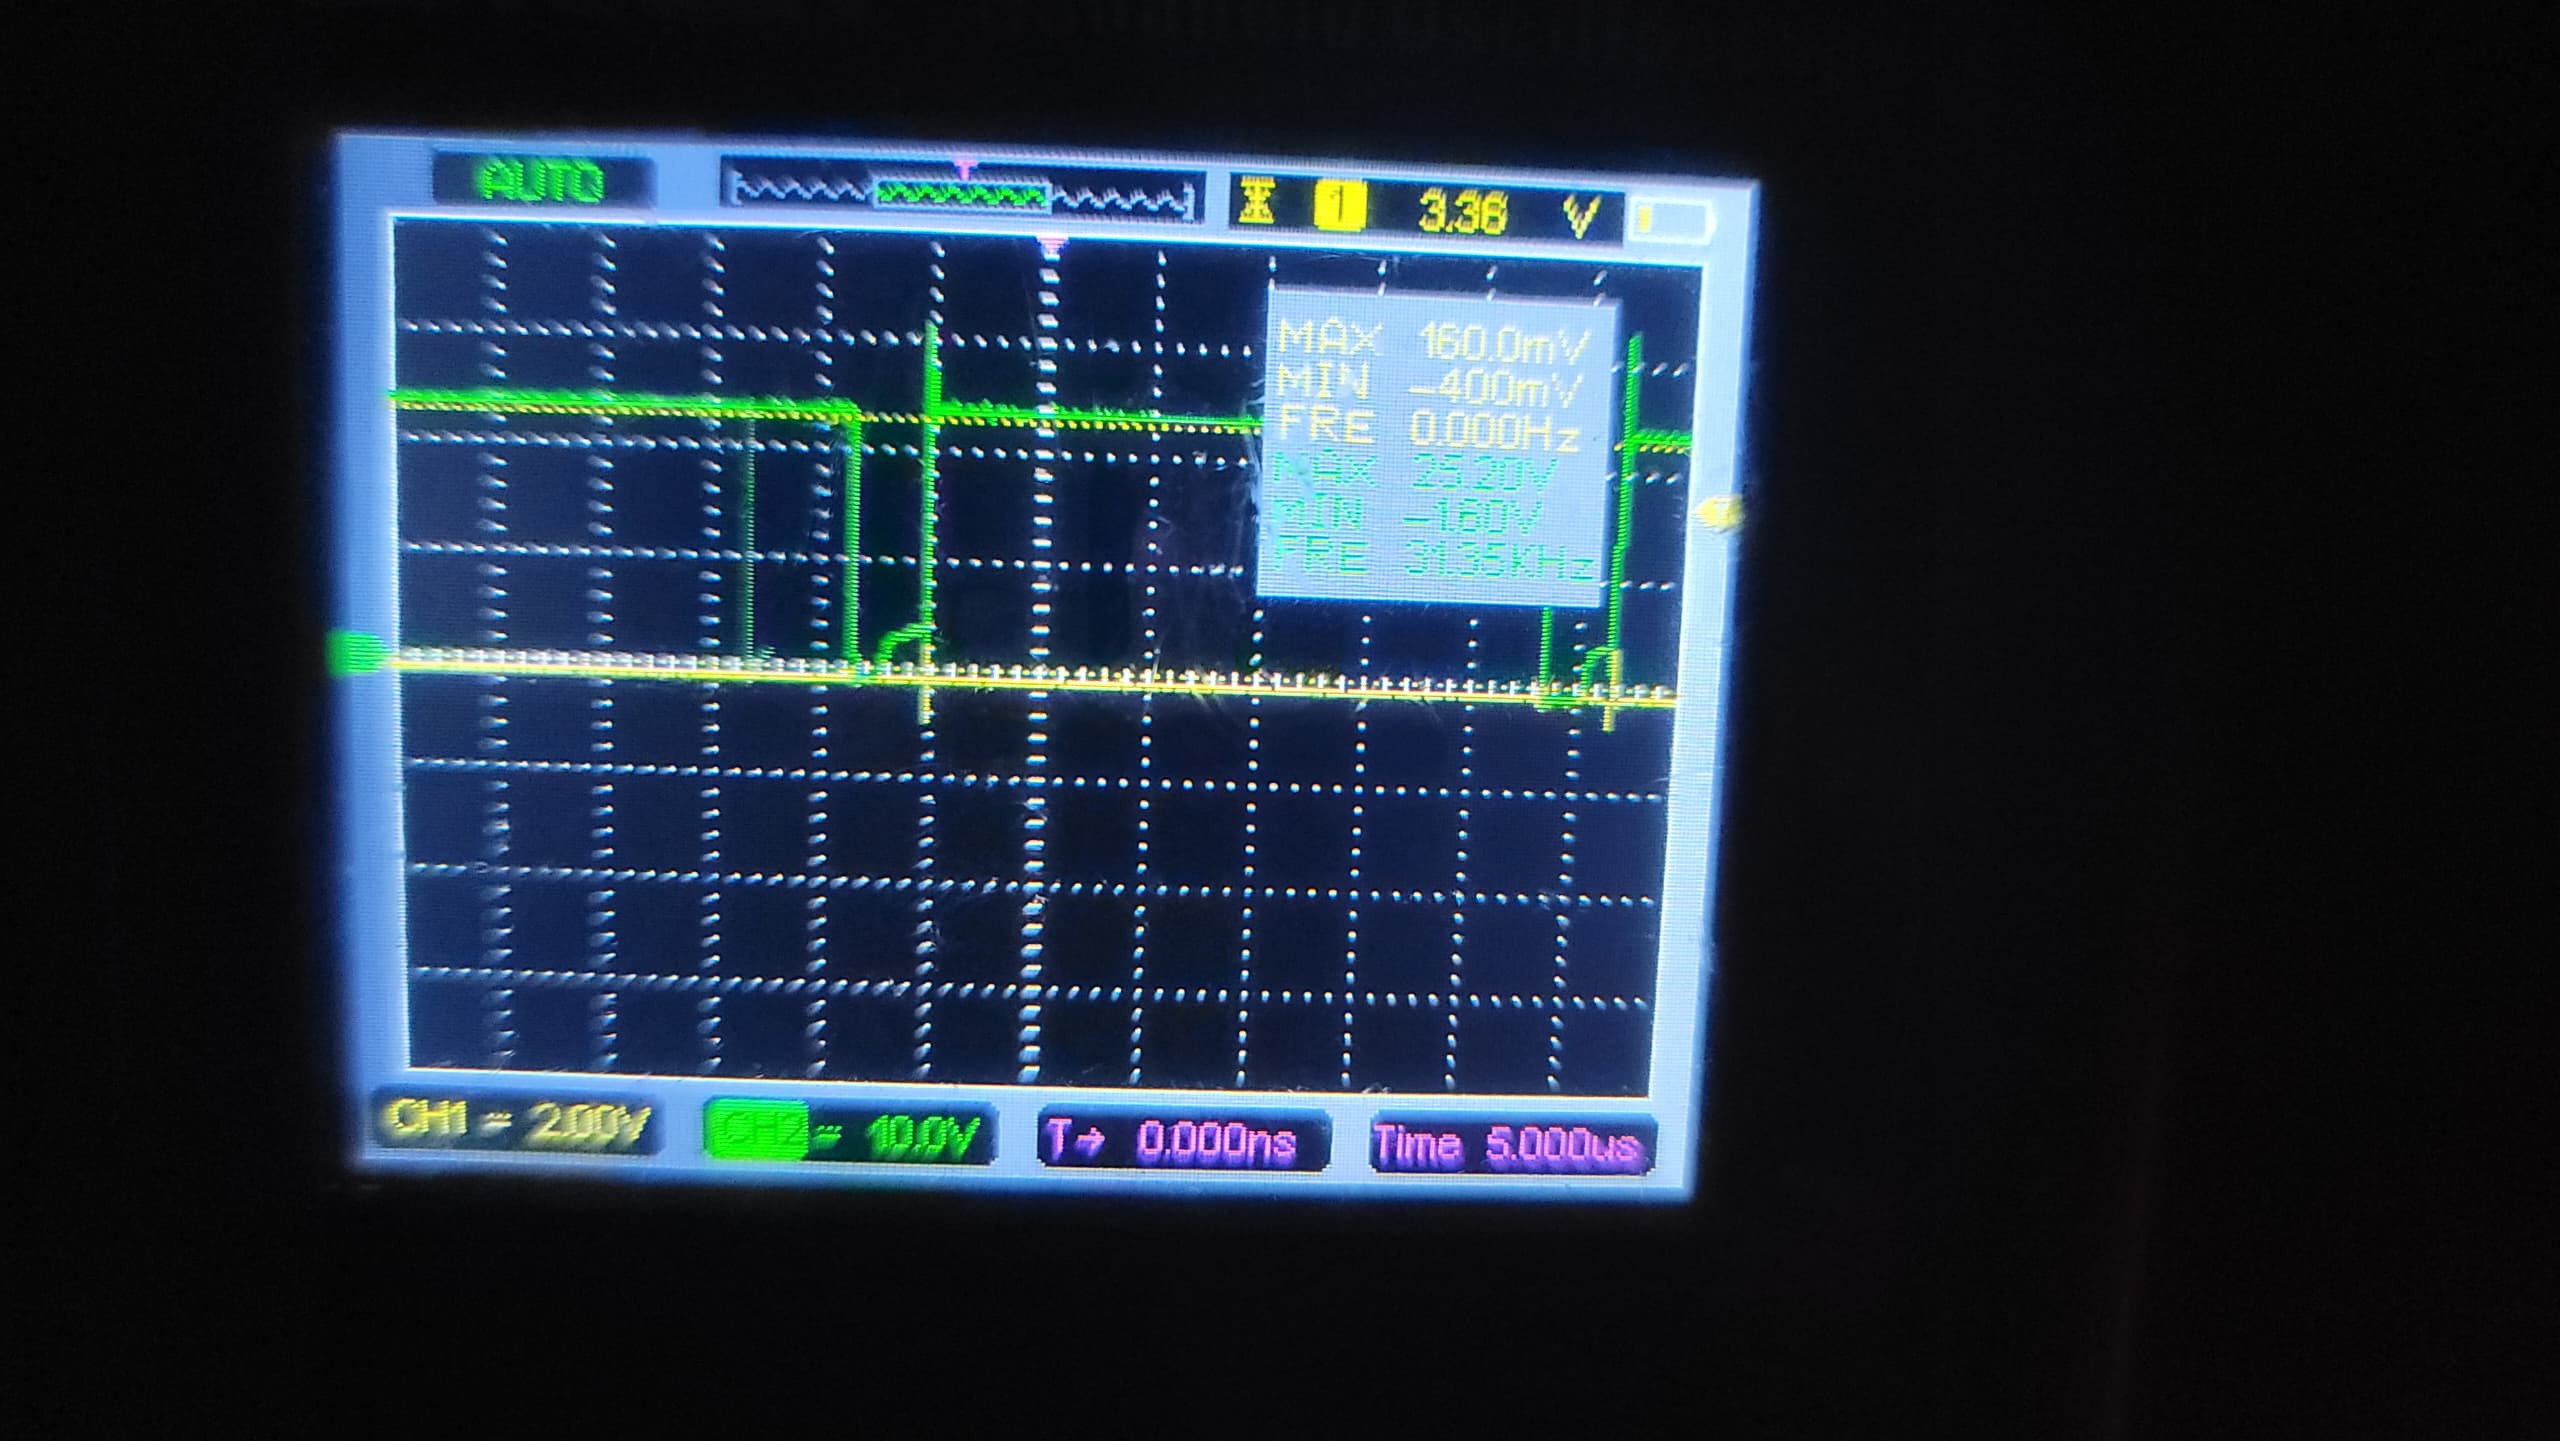 AUTO
T
1 3.36 V
MAX 160.0mV
MIN -400mV
FRE 0.000Hz
MAX 25.20V
MIN -1.60V
FRE 31.35KHz
CH1 = 2.00V
CH2 = 10.0V
T→ 0.000ns
Time 5.000us